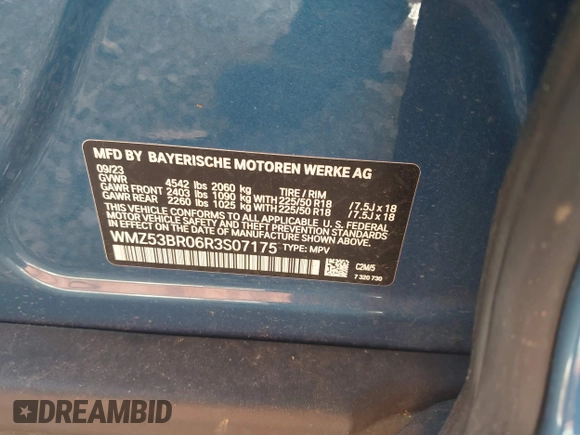 MFD BY BAYERISCHE MOTOREN WERKE AG
09/23
GVWR 4542 lbs 2060 kg TIRE / RIM
GAWR FRONT 2403 lbs 1090 kg WITH 225/50 R18 /7.5J x 18
GAWR REAR 2260 lbs 1025 kg WITH 225/50 R18 /7.5J x 18
THIS VEHICLE CONFORMS TO ALL APPLICABLE U. S. FEDERAL
MOTOR VEHICLE SAFETY AND THEFT PREVENTION STANDARDS
IN EFFECT ON THE DATE OF MANUFACTURE SHOWN ABOVE.
WMZ53BR06R3S07175 TYPE: MPV
C2M/5
7 320 730
DREAMBID